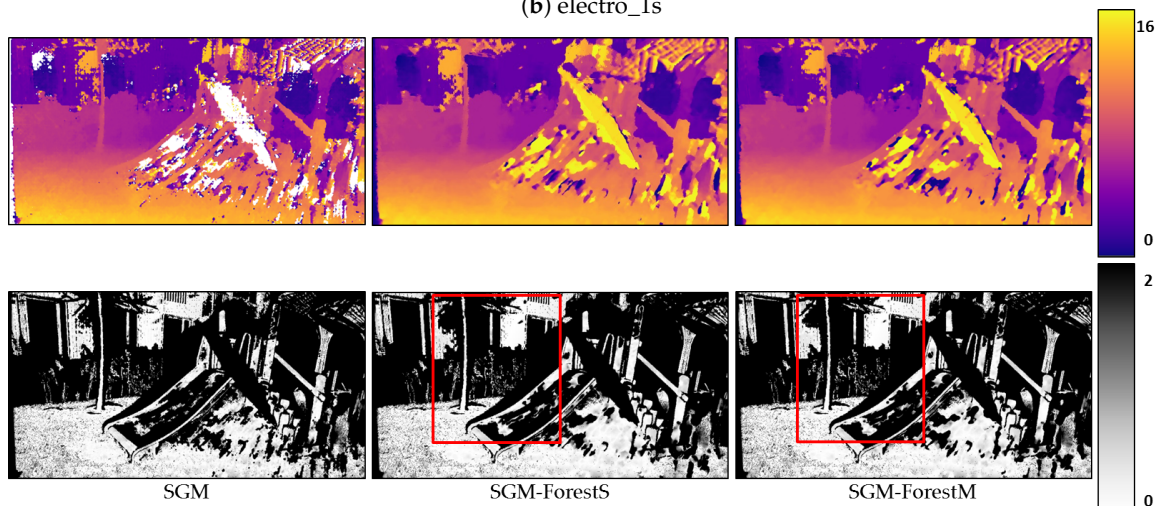 (b) electro_1s
16
0
2
0
SGM
SGM-ForestS
SGM-ForestM